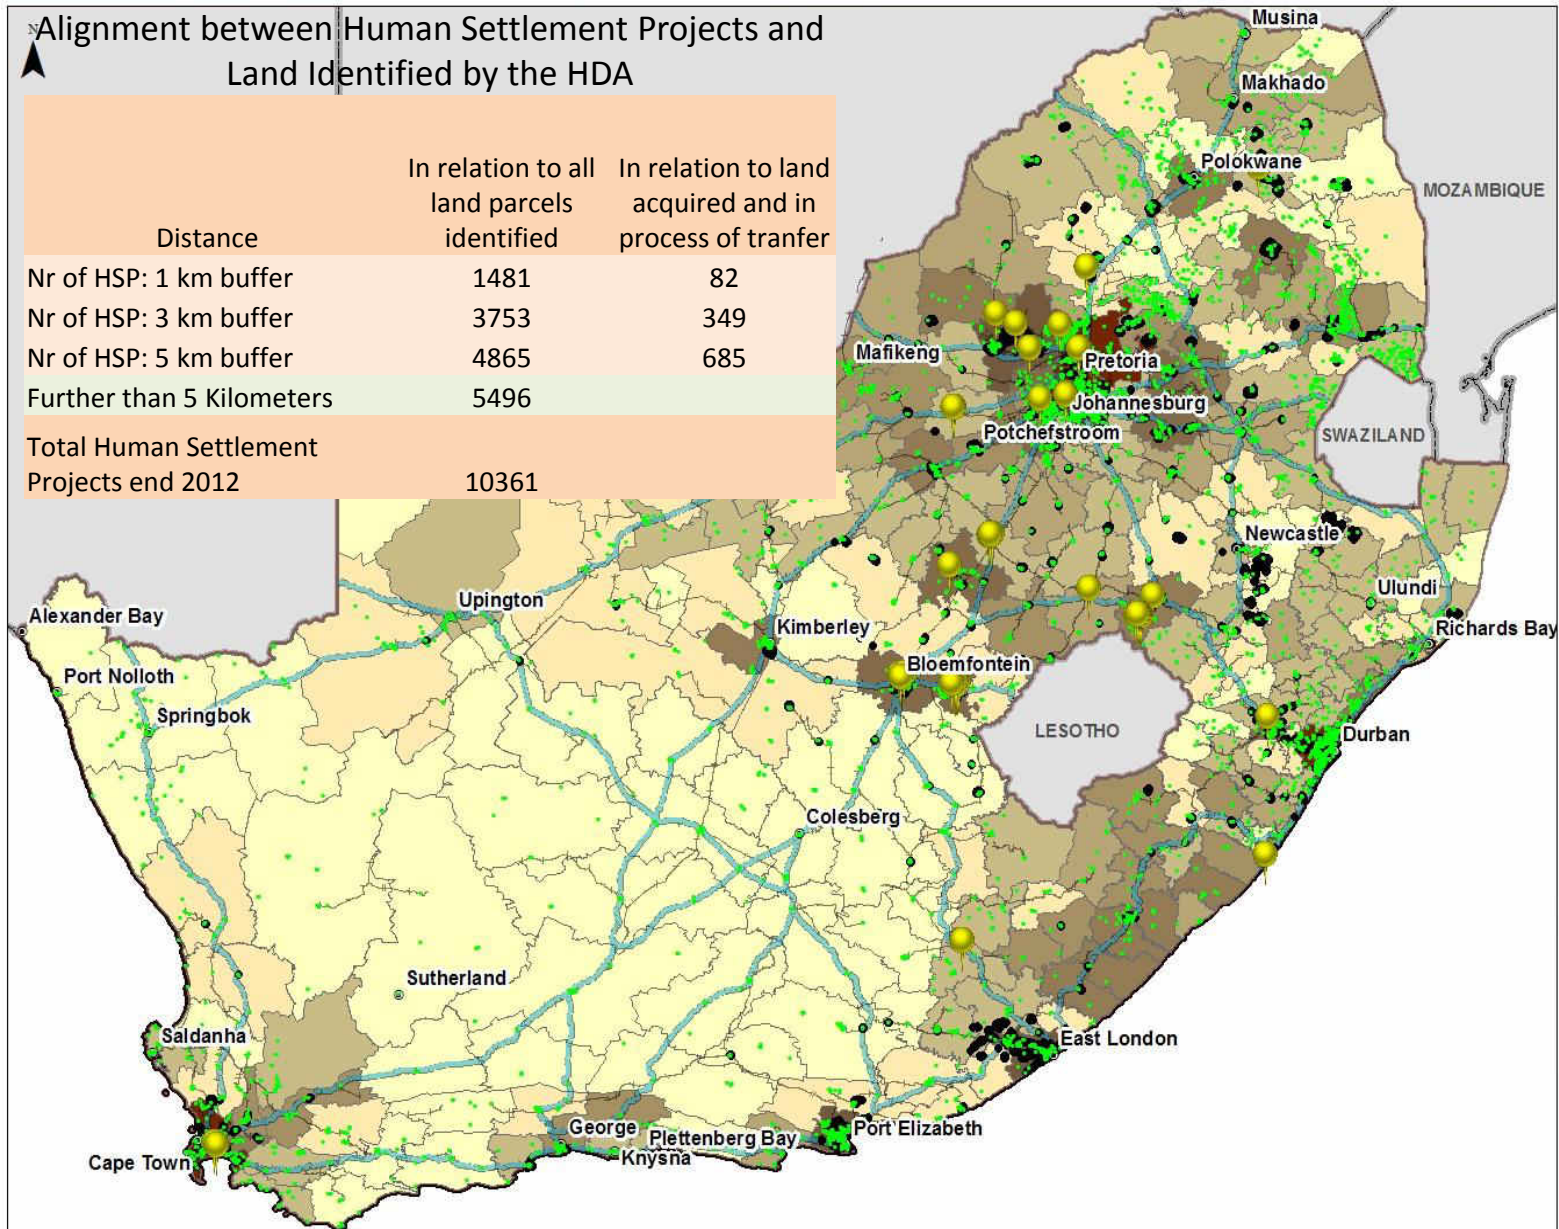 N
Alignment between Human Settlement Projects and
Land Identified by the HDA
Distance In relation to all land parcels identified In relation to land acquired and in process of tranfer
Nr of HSP: 1 km buffer 1481 82
Nr of HSP: 3 km buffer 3753 349
Nr of HSP: 5 km buffer 4865 685
Further than 5 Kilometers 5496
Total Human Settlement
Projects end 2012 10361
Musina
Makhado
Polokwane
MOZAMBIQUE
Mafikeng
Pretoria
Johannesburg
Potchefstroom
SWAZILAND
Newcastle
Ulundi
Upington
Alexander Bay
Kimberley
Richards Bay
Port Nolloth
Bloemfontein
Springbok
LESOTHO
Durban
Colesberg
Sutherland
Saldanha
East London
George
Plettenberg Bay
Port Elizabeth
Knysna
Cape Town